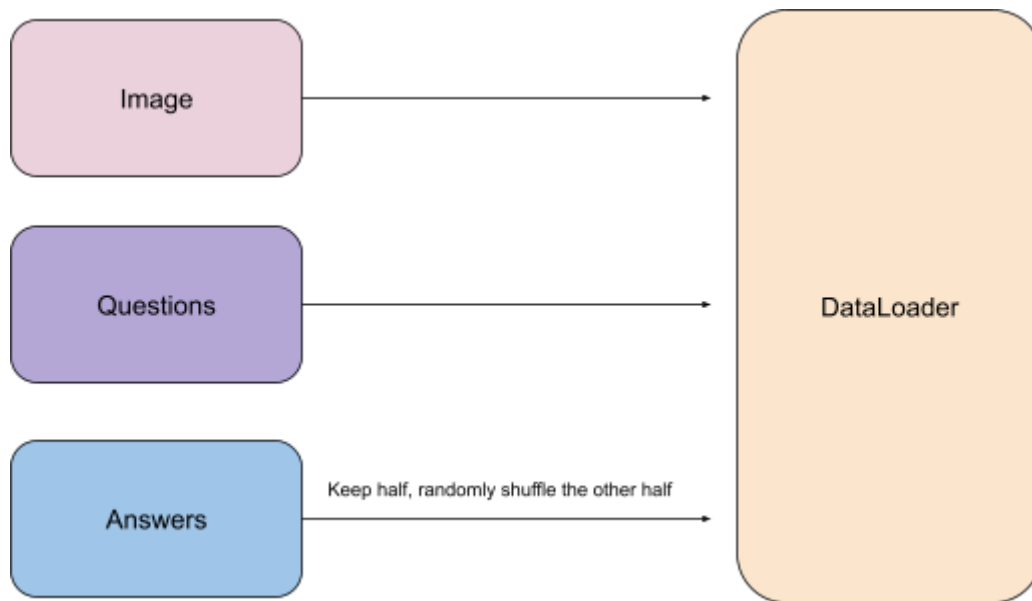 Image
Questions
DataLoader
Keep half, randomly shuffle the other half
Answers